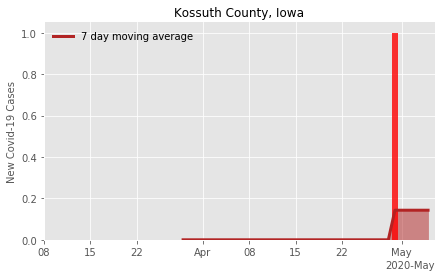 Kossuth County, Iowa
7 day moving average
New Covid-19 Cases
1.0
0.8
0.6
0.4
0.2
0.0
08 15 22 Apr 08 15 22 May
2020-May